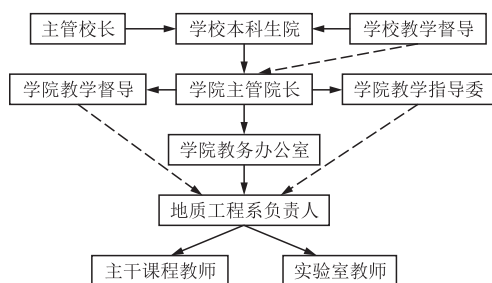 主管校长
学校本科生院
学校教学督导
学院教学督导
学院主管院长
学院教学指导委
学院教务办公室
地质工程系负责人
主干课程教师
实验室教师